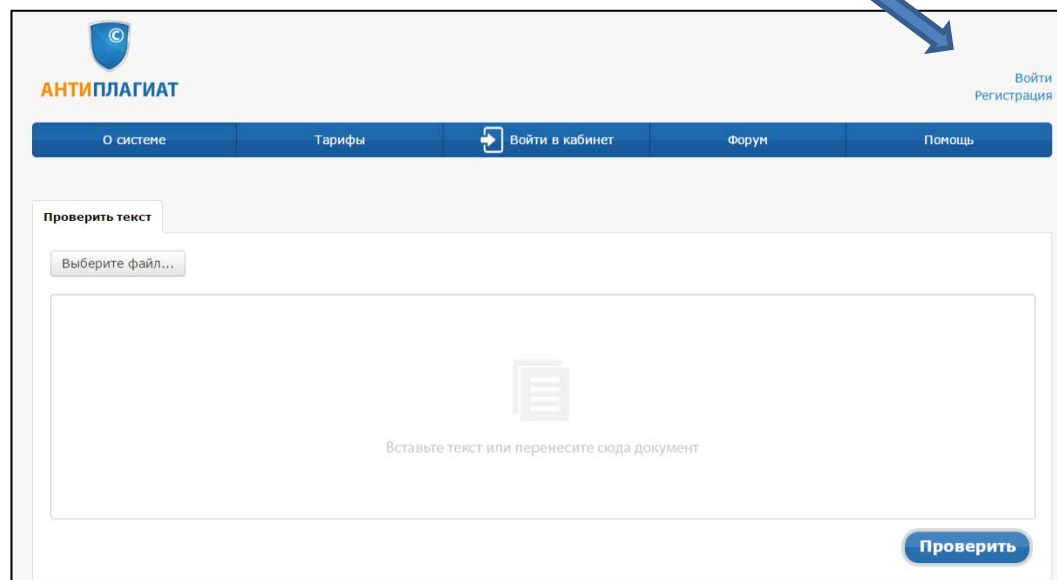 ©
АНТИПЛАГИАТ
Войти
Регистрация
О системе Тарифы Войти в кабинет Форум Помощь
Проверить текст
Выберите файл...
Вставьте текст или перенесите сюда документ
Проверить